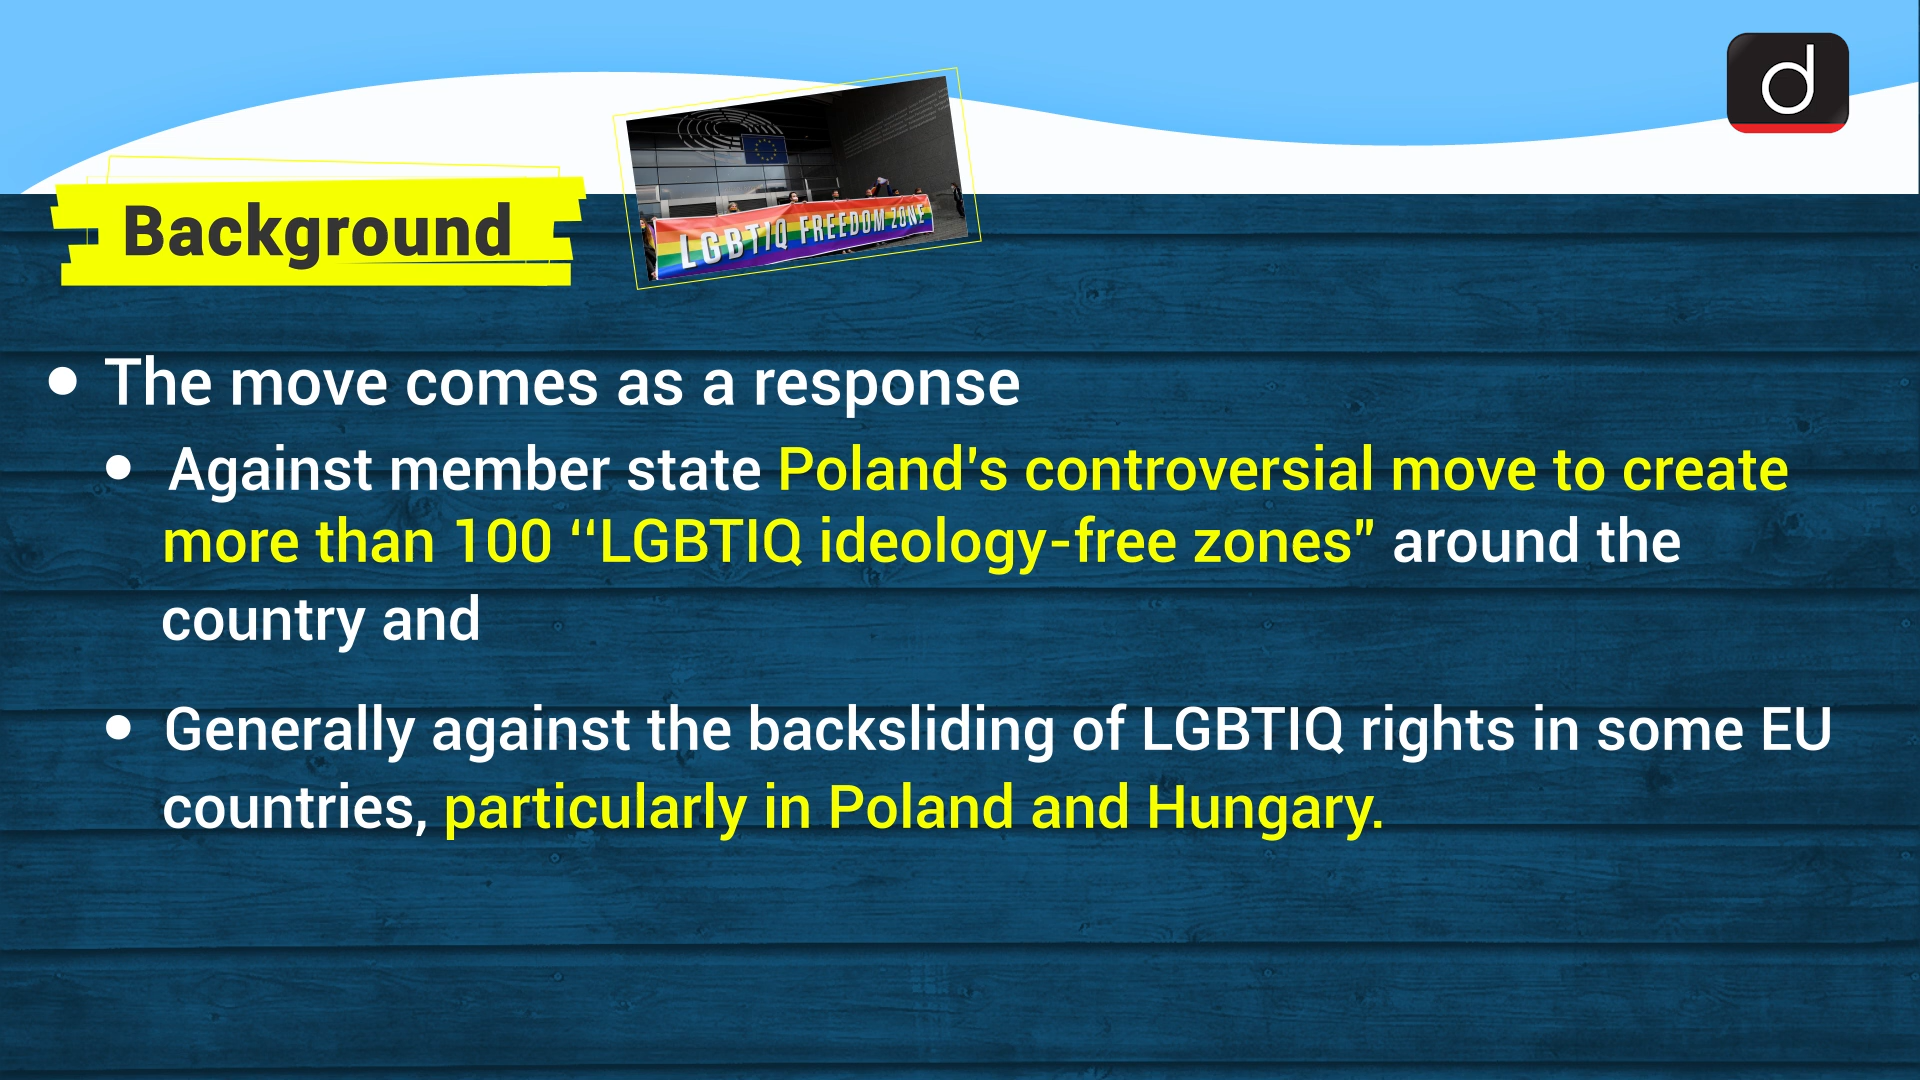 d
Background
LGBTIQ FREEDOM ZONE
• The move comes as a response
• Against member state Poland's controversial move to create
more than 100 “LGBTIQ ideology-free zones” around the
country and
• Generally against the backsliding of LGBTIQ rights in some EU
countries, particularly in Poland and Hungary.